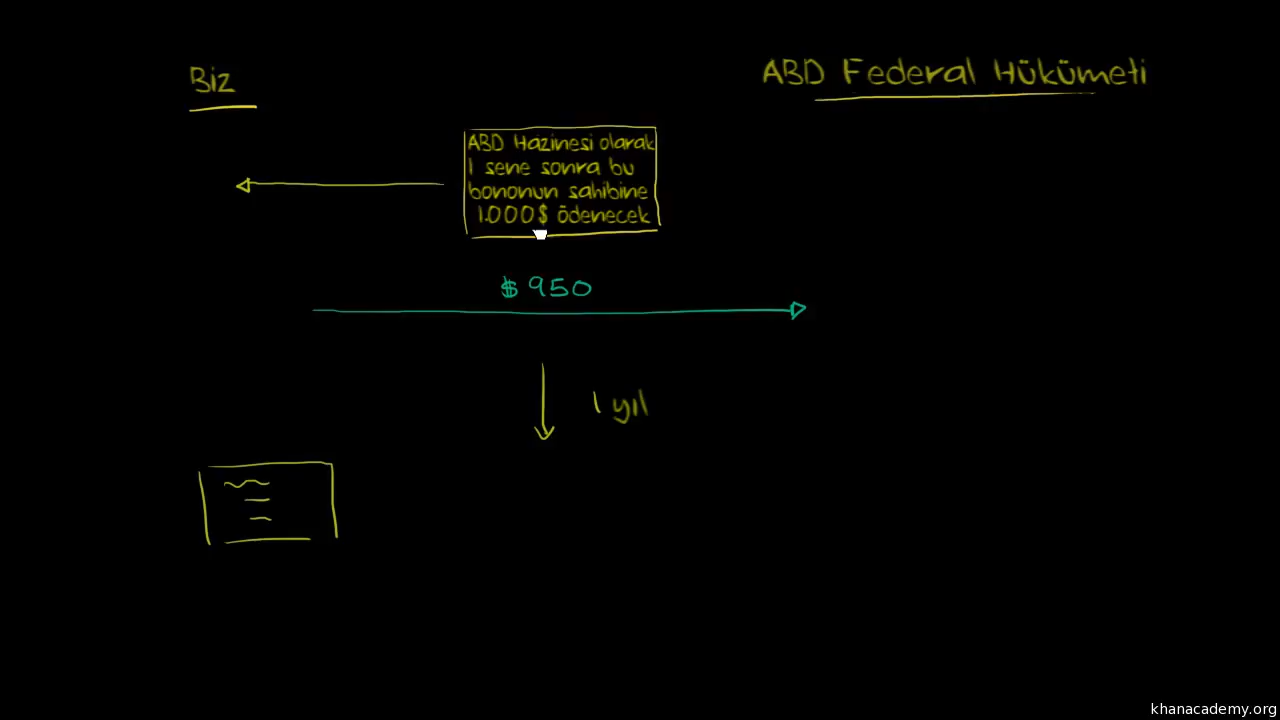 Biz
ABD Federal Hükümeti
ABD Hazinesi olarak
1 sene sonra bu
bononun sahibine
1.000$ ödenecek
$ 950
1 yıl
khanacademy.org